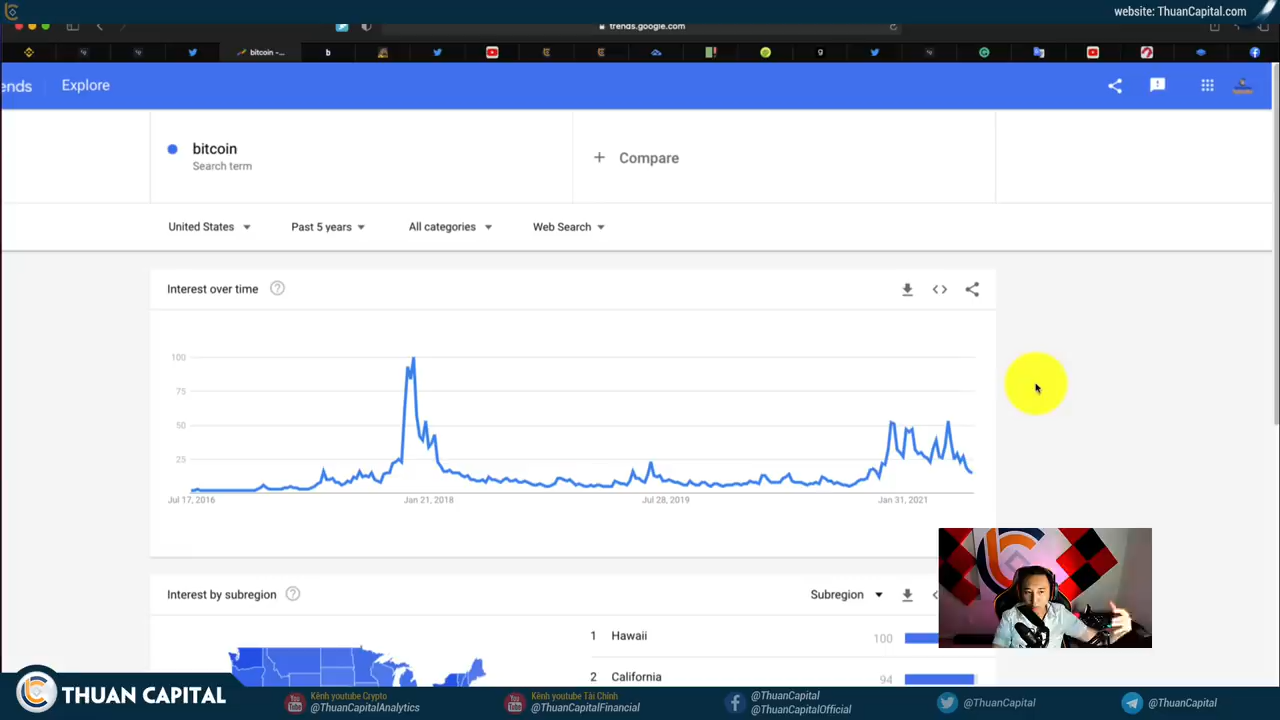 website: ThuanCapital.com
trends.google.com
bitcoin -...
ends
Explore
bitcoin
Search term
+ Compare
United States
Past 5 years
All categories
Web Search
Interest over time
100
75
50
25
Jul 17, 2016
Jan 21, 2018
Jul 28, 2019
Jan 31, 2021
Interest by subregion
Subregion
1 Hawaii 100
2 California 94
THUAN CAPITAL
Kênh youtube Crypto
@ThuanCapitalAnalytics
Kênh youtube Tài Chính
@ThuanCapitalFinancial
@ThuanCapital
@ThuanCapitalOfficial
@ThuanCapital
@ThuanCapital